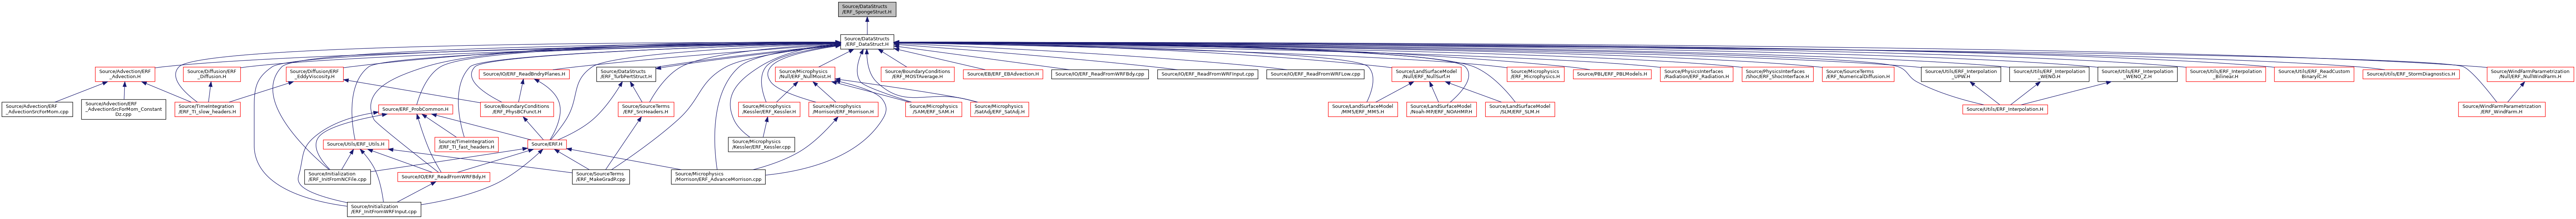 Source/DataStructs
/ERF_SpongeStruct.H
Source/DataStructs
/ERF_DataStruct.H
Source/Advection/ERF
_Advection.H
Source/Diffusion/ERF
_Diffusion.H
Source/Diffusion/ERF
_EddyViscosity.H
Source/IO/ERF_ReadBndryPlanes.H
Source/DataStructs
/ERF_TurbPertStruct.H
Source/Microphysics
/Null/ERF_NullMoist.H
Source/BoundaryConditions
/ERF_MOSTAverage.H
Source/EB/ERF_EBAdvection.H
Source/IO/ERF_ReadFromWRFBdy.cpp
Source/IO/ERF_ReadFromWRFInput.cpp
Source/IO/ERF_ReadFromWRFLow.cpp
Source/LandSurfaceModel
/Null/ERF_NullSurf.H
Source/Microphysics
/ERF_Microphysics.H
Source/PBL/ERF_PBLModels.H
Source/PhysicsInterfaces
/Radiation/ERF_Radiation.H
Source/PhysicsInterfaces
/Shoc/ERF_ShocInterface.H
Source/SourceTerms
/ERF_NumericalDiffusion.H
Source/Utils/ERF_Interpolation
_UPW.H
Source/Utils/ERF_Interpolation
_WENO.H
Source/Utils/ERF_Interpolation
_WENO_Z.H
Source/Utils/ERF_Interpolation
_Bilinear.H
Source/Utils/ERF_ReadCustom
BinaryIC.H
Source/Utils/ERF_StormDiagnostics.H
Source/WindFarmParametrization
/Null/ERF_NullWindFarm.H
Source/Advection/ERF
_AdvectionSrcForMom.cpp
Source/Advection/ERF
_AdvectionSrcForMom_Constant
Dz.cpp
Source/TimeIntegration
/ERF_TI_slow_headers.H
Source/ERF_ProbCommon.H
Source/BoundaryConditions
/ERF_PhysBCFunct.H
Source/SourceTerms
/ERF_SrcHeaders.H
Source/Microphysics
/Kessler/ERF_Kessler.H
Source/Microphysics
/Morrison/ERF_Morrison.H
Source/Microphysics
/SAM/ERF_SAM.H
Source/Microphysics
/SatAdj/ERF_SatAdj.H
Source/LandSurfaceModel
/MM5/ERF_MM5.H
Source/LandSurfaceModel
/Noah-MP/ERF_NOAHMP.H
Source/LandSurfaceModel
/SLM/ERF_SLM.H
Source/Utils/ERF_Interpolation.H
Source/WindFarmParametrization
/ERF_WindFarm.H
Source/Utils/ERF_Utils.H
Source/TimeIntegration
/ERF_TI_fast_headers.H
Source/ERF.H
Source/Microphysics
/Kessler/ERF_Kessler.cpp
Source/Initialization
/ERF_InitFromNCFile.cpp
Source/IO/ERF_ReadFromWRFBdy.H
Source/SourceTerms
/ERF_MakeGradP.cpp
Source/Microphysics
/Morrison/ERF_AdvanceMorrison.cpp
Source/Initialization
/ERF_InitFromWRFInput.cpp